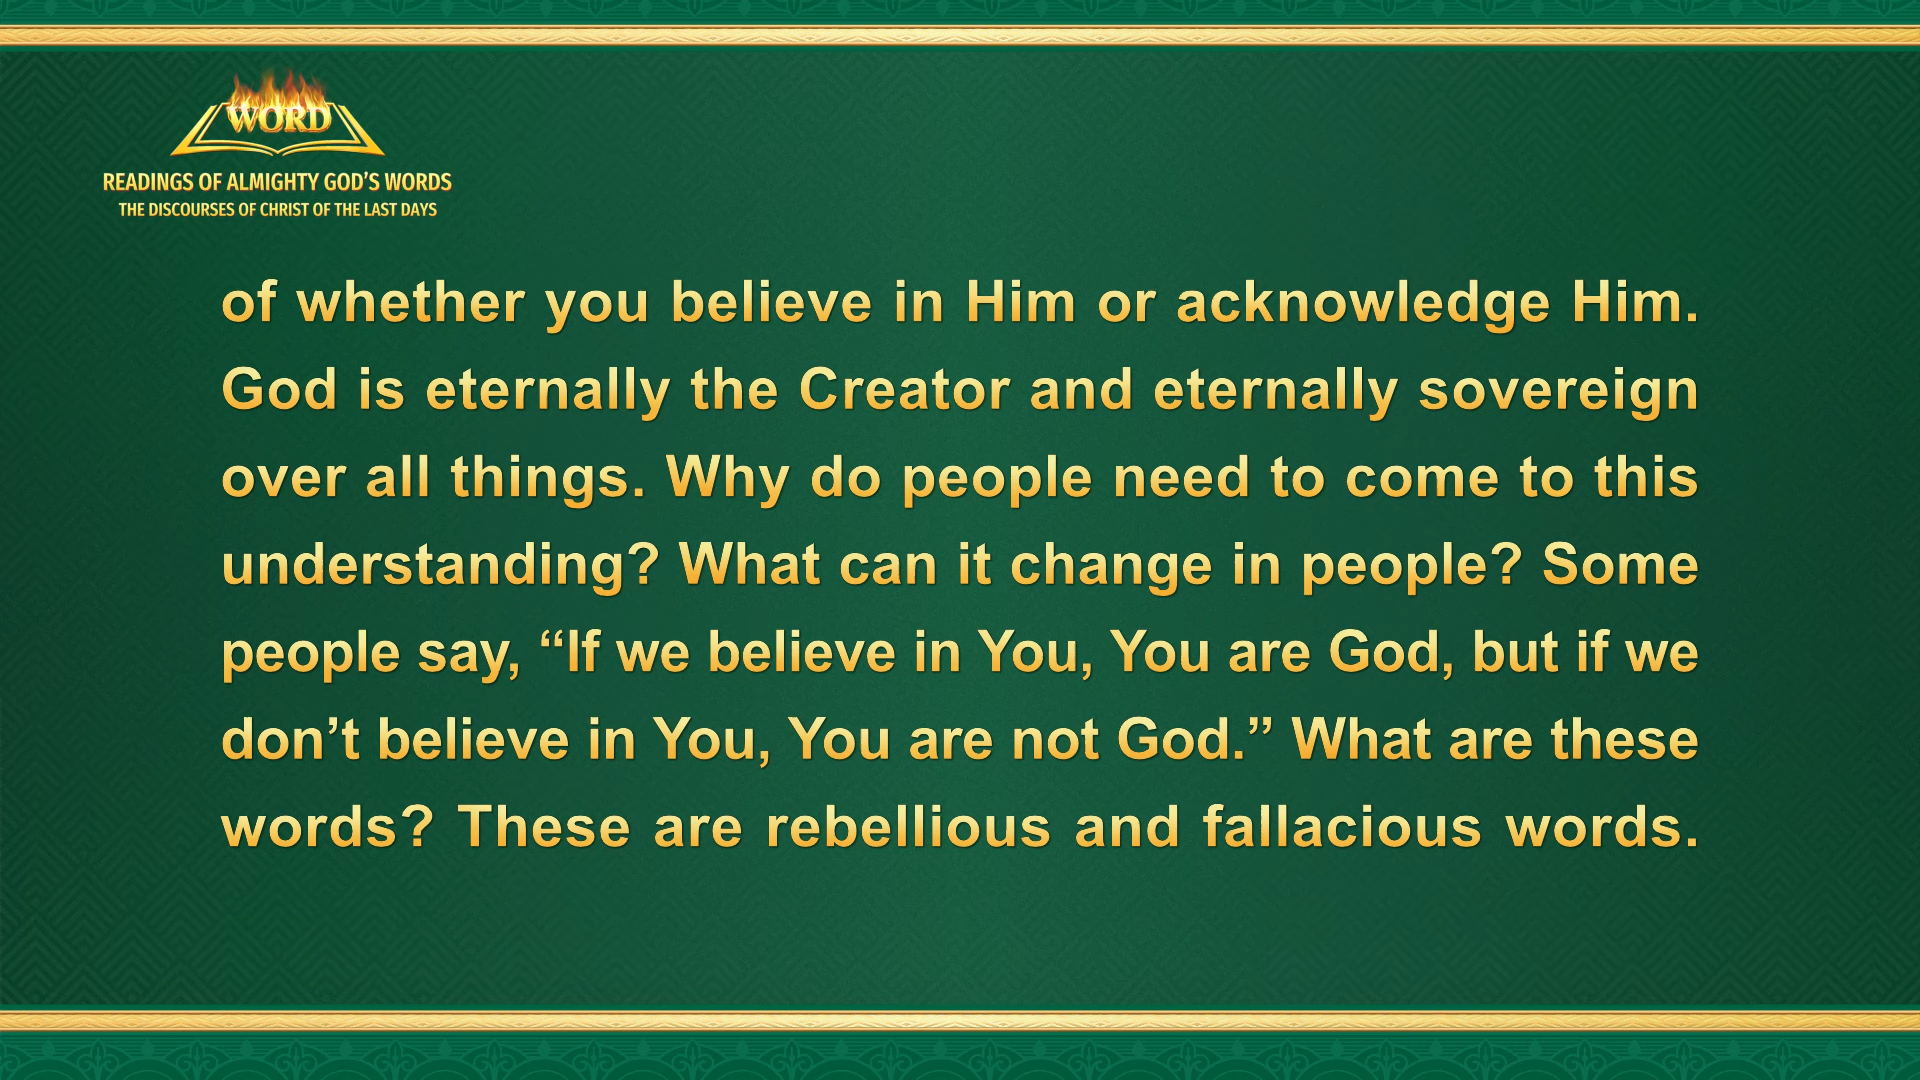 WORD
READINGS OF ALMIGHTY GOD’S WORDS
THE DISCOURSES OF CHRIST OF THE LAST DAYS
of whether you believe in Him or acknowledge Him.
God is eternally the Creator and eternally sovereign
over all things. Why do people need to come to this
understanding? What can it change in people? Some
people say, “If we believe in You, You are God, but if we
don’t believe in You, You are not God.” What are these
words? These are rebellious and fallacious words.